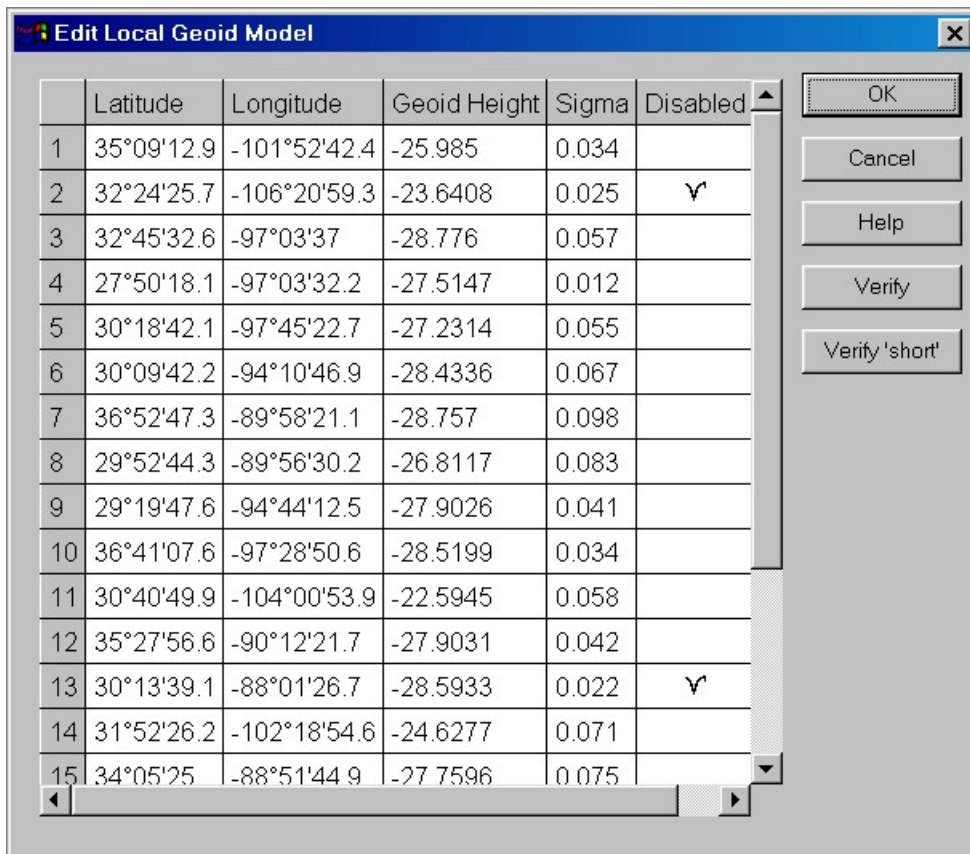 Edit Local Geoid Model
Latitude Longitude Geoid Height Sigma Disabled
1 35°09'12.9 -101°52'42.4 -25.985 0.034
2 32°24'25.7 -106°20'59.3 -23.6408 0.025
3 32°45'32.6 -97°03'37 -28.776 0.057
4 27°50'18.1 -97°03'32.2 -27.5147 0.012
5 30°18'42.1 -97°45'22.7 -27.2314 0.055
6 30°09'42.2 -94°10'46.9 -28.4336 0.067
7 36°52'47.3 -89°58'21.1 -28.757 0.098
8 29°52'44.3 -89°56'30.2 -26.8117 0.083
9 29°19'47.6 -94°44'12.5 -27.9026 0.041
10 36°41'07.6 -97°28'50.6 -28.5199 0.034
11 30°40'49.9 -104°00'53.9 -22.5945 0.058
12 35°27'56.6 -90°12'21.7 -27.9031 0.042
13 30°13'39.1 -88°01'26.7 -28.5933 0.022
14 31°52'26.2 -102°18'54.6 -24.6277 0.071
15 34°05'25 -88°51'44.9 -27.7596 0.075
OK
Cancel
Help
Verify
Verify 'short'